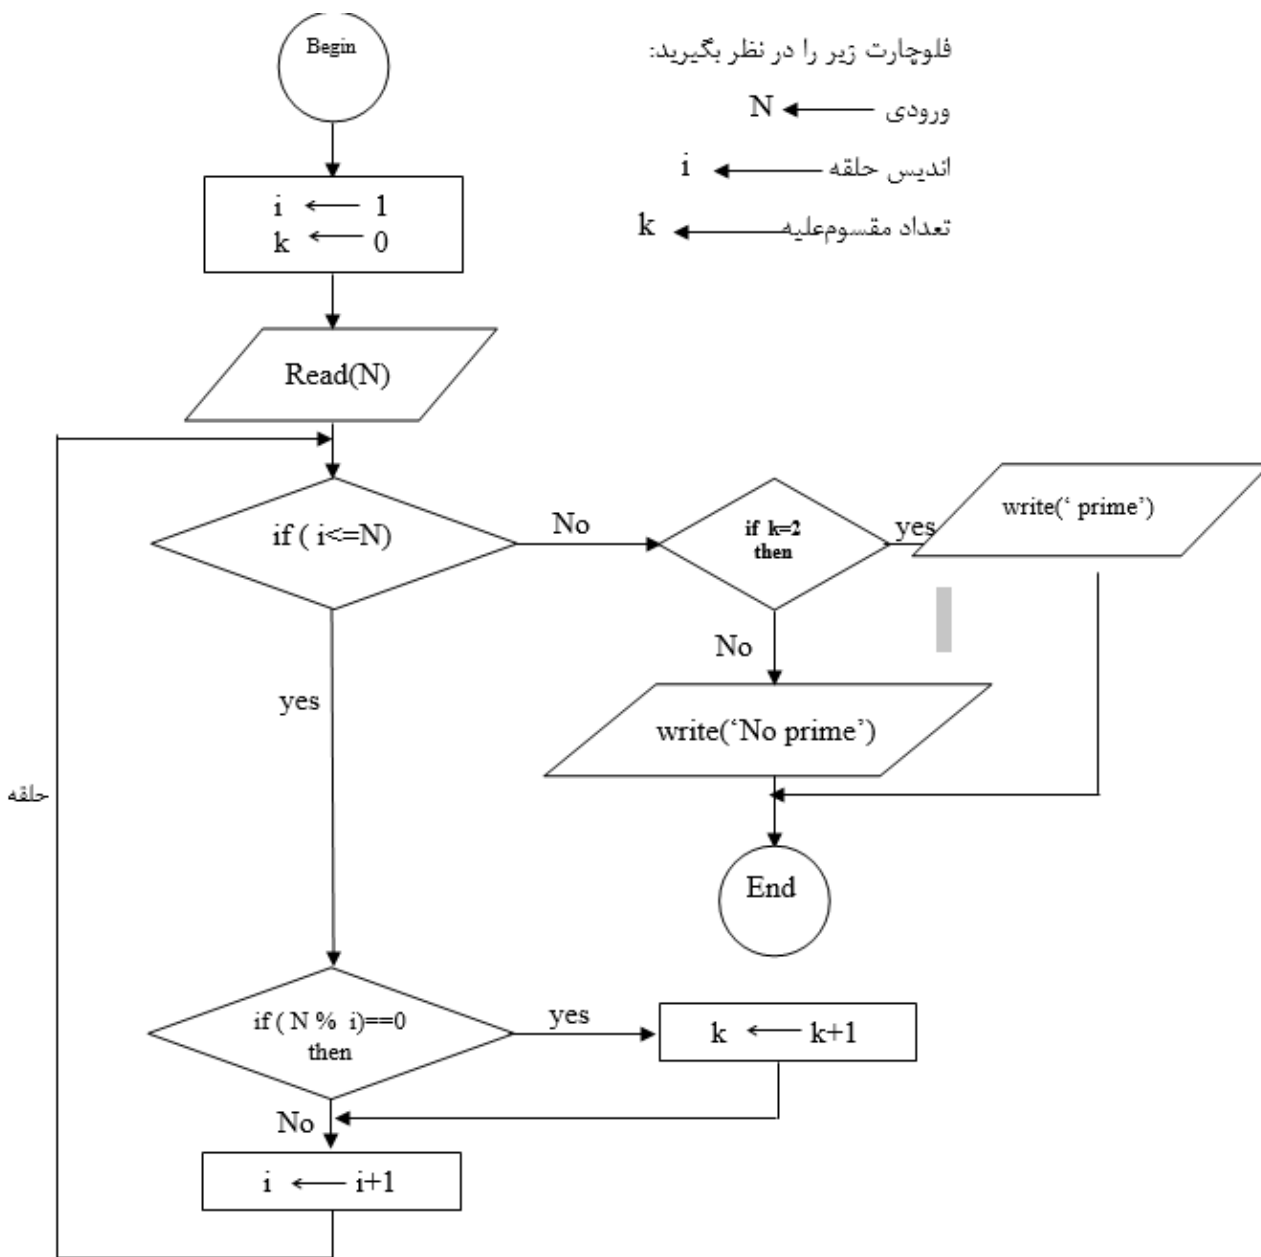 فلوچارت زیر را در نظر بگیرید:
ورودی ← N
اندیس حلقه ← i
تعداد مقسوم‌علیه ← k
Begin
i ← 1
k ← 0
Read(N)
if ( i<=N)
No
if k=2
then
yes
write(‘ prime’)
No
write(‘No prime’)
End
yes
حلقه
if ( N % i)==0
then
yes
k ← k+1
No
i ← i+1